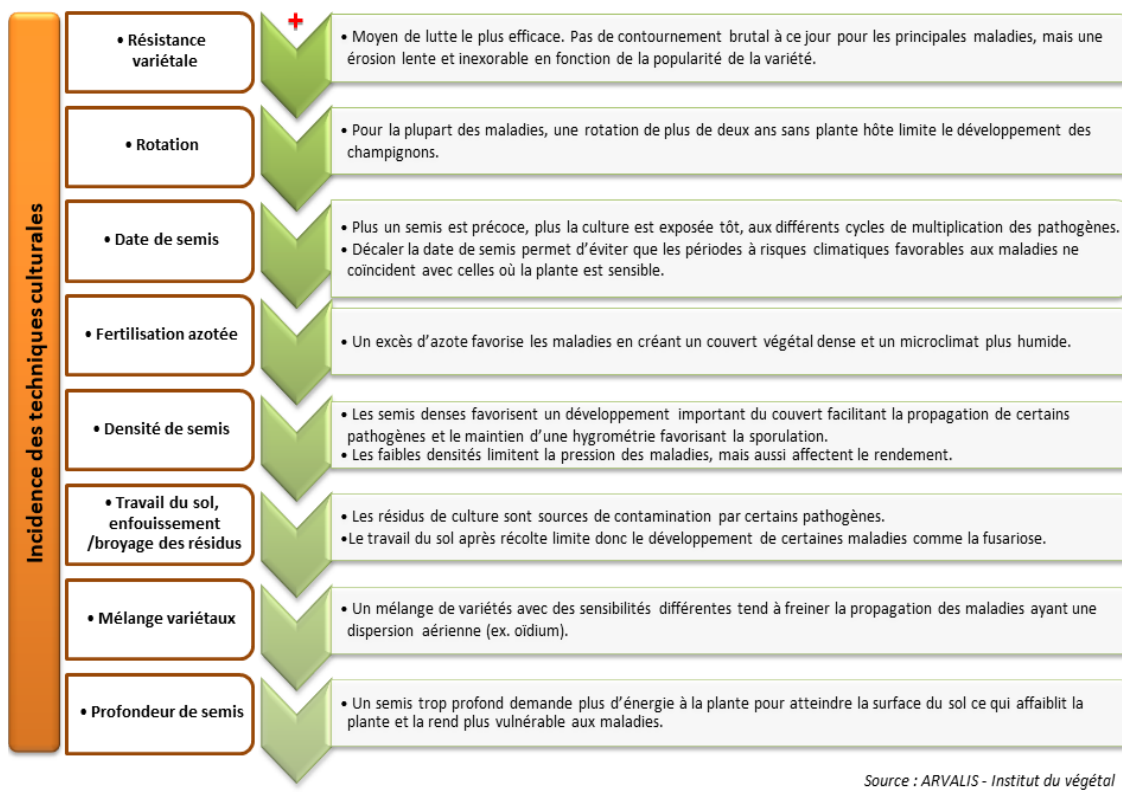 Incidence des techniques culturales
+
• Résistance
variétale
• Moyen de lutte le plus efficace. Pas de contournement brutal à ce jour pour les principales maladies, mais une
érosion lente et inexorable en fonction de la popularité de la variété.
• Rotation
• Pour la plupart des maladies, une rotation de plus de deux ans sans plante hôte limite le développement des
champignons.
• Date de semis
• Plus un semis est précoce, plus la culture est exposée tôt, aux différents cycles de multiplication des pathogènes.
• Décaler la date de semis permet d’éviter que les périodes à risques climatiques favorables aux maladies ne
coïncident avec celles où la plante est sensible.
• Fertilisation azotée
• Un excès d’azote favorise les maladies en créant un couvert végétal dense et un microclimat plus humide.
• Densité de semis
• Les semis denses favorisent un développement important du couvert facilitant la propagation de certains
pathogènes et le maintien d’une hygrométrie favorisant la sporulation.
• Les faibles densités limitent la pression des maladies, mais aussi affectent le rendement.
• Travail du sol,
enfouissement
/broyage des résidus
• Les résidus de culture sont sources de contamination par certains pathogènes.
•Le travail du sol après récolte limite donc le développement de certaines maladies comme la fusariose.
• Mélange variétaux
• Un mélange de variétés avec des sensibilités différentes tend à freiner la propagation des maladies ayant une
dispersion aérienne (ex. oïdium).
• Profondeur de semis
• Un semis trop profond demande plus d’énergie à la plante pour atteindre la surface du sol ce qui affaiblit la
plante et la rend plus vulnérable aux maladies.
Source : ARVALIS - Institut du végétal